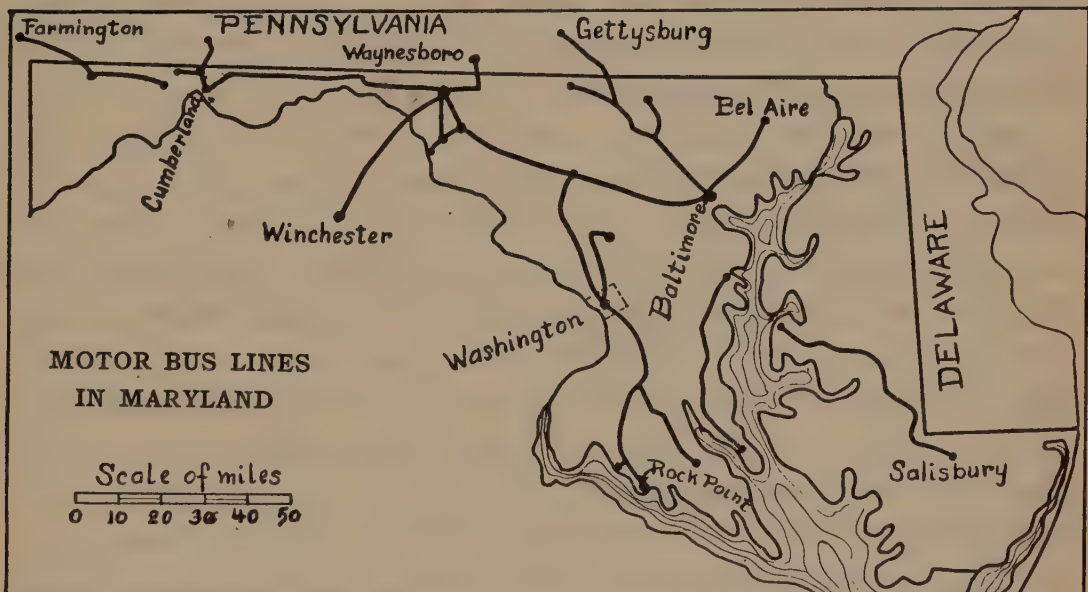 Farmington
PENNSYLVANIA
Waynesboro
Gettysburg
Bel Aire
Cumberland
Winchester
Baltimore
Washington
DELAWARE
MOTOR BUS LINES
IN MARYLAND
Scale of miles
0 10 20 30 40 50
Rock Point
Salisbury